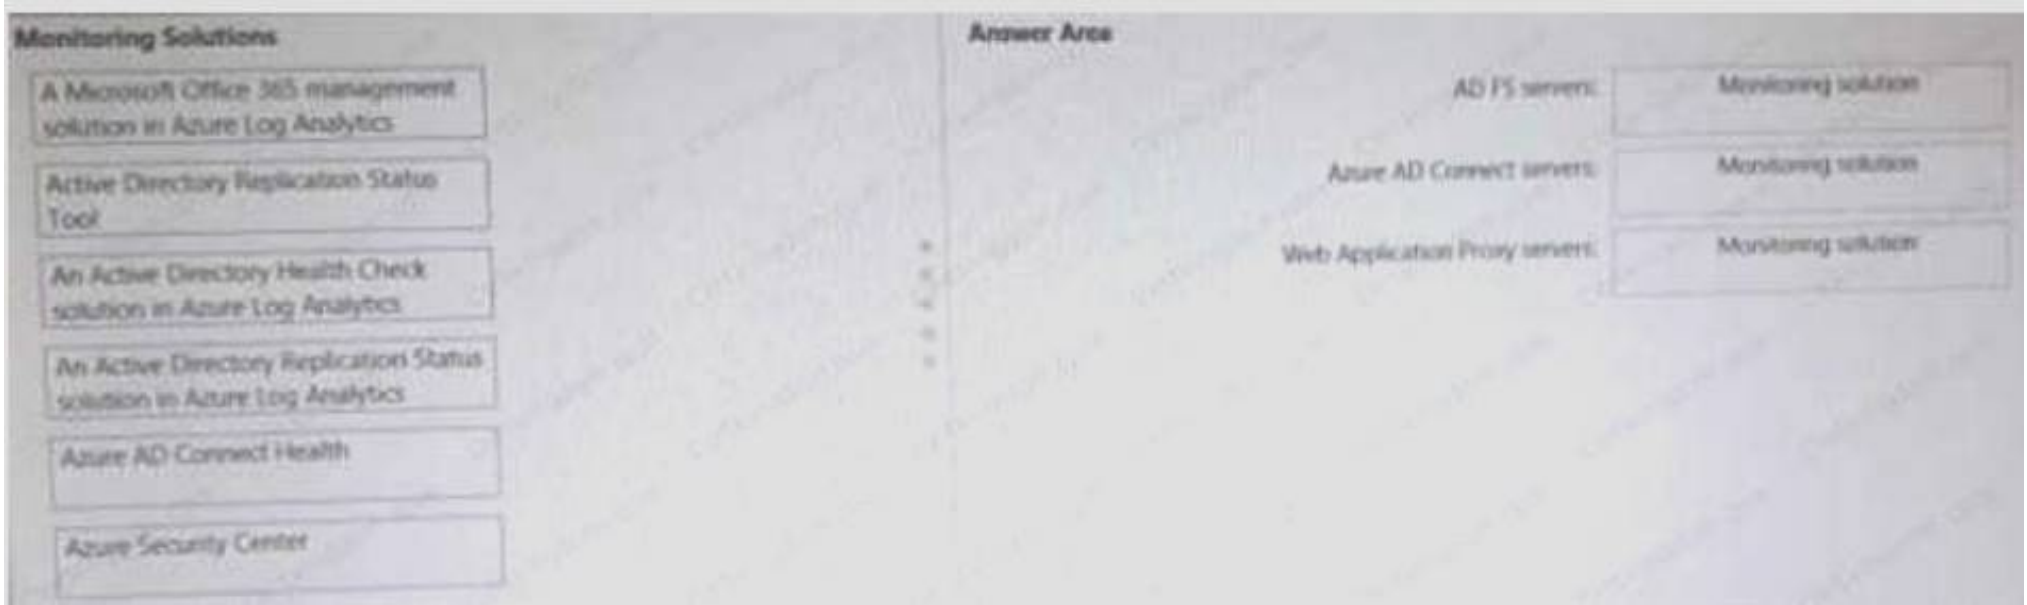 Monitoring Solutions
A Microsoft Office 365 management
solution in Azure Log Analytics
Active Directory Replication Status
Tool
An Active Directory Health Check
solution in Azure Log Analytics
An Active Directory Replication Status
solution in Azure Log Analytics
Azure AD Connect Health
Azure Security Center
Answer Area
AD FS servers: Monitoring solution
Azure AD Connect servers: Monitoring solution
Web Application Proxy servers: Monitoring solution